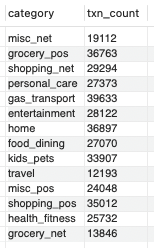 category txn_count
misc_net 19112
grocery_pos 36763
shopping_net 29294
personal_care 27373
gas_transport 39633
entertainment 28122
home 36897
food_dining 27070
kids_pets 33907
travel 12193
misc_pos 24048
shopping_pos 35012
health_fitness 25732
grocery_net 13846